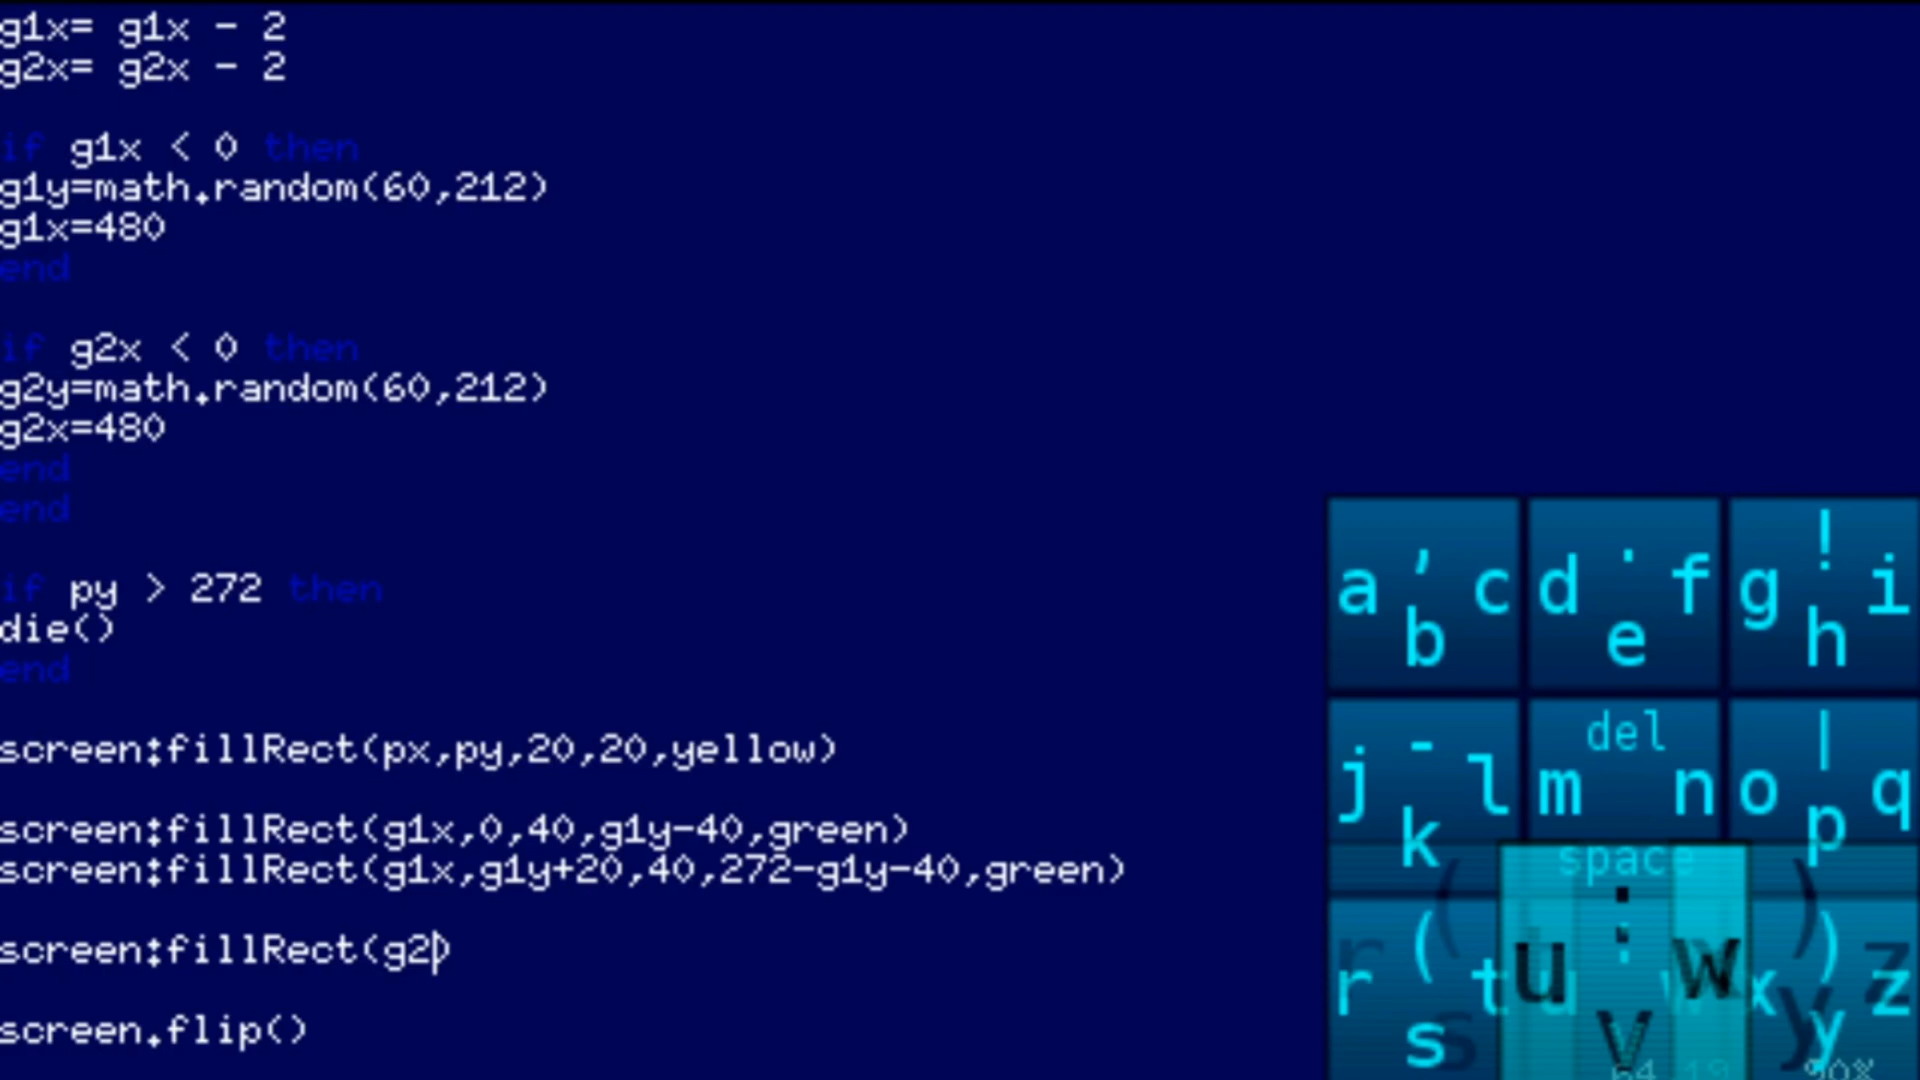 g1x= g1x - 2
g2x= g2x - 2
if g1x < 0 then
g1y=math.random(60,212)
g1x=480
end
if g2x < 0 then
g2y=math.random(60,212)
g2x=480
end
end
if py > 272 then
die()
end
screen:fillRect(px,py,20,20,yellow)
screen:fillRect(g1x,0,40,g1y-40,green)
screen:fillRect(g1x,g1y+20,40,272-g1y-40,green)
screen:fillRect(g2)
screen.flip()
a , c b
d . f e
g ! i h
j - l k
m del n space
o | q p
r ( t s
u : w v
x ) z y
90%